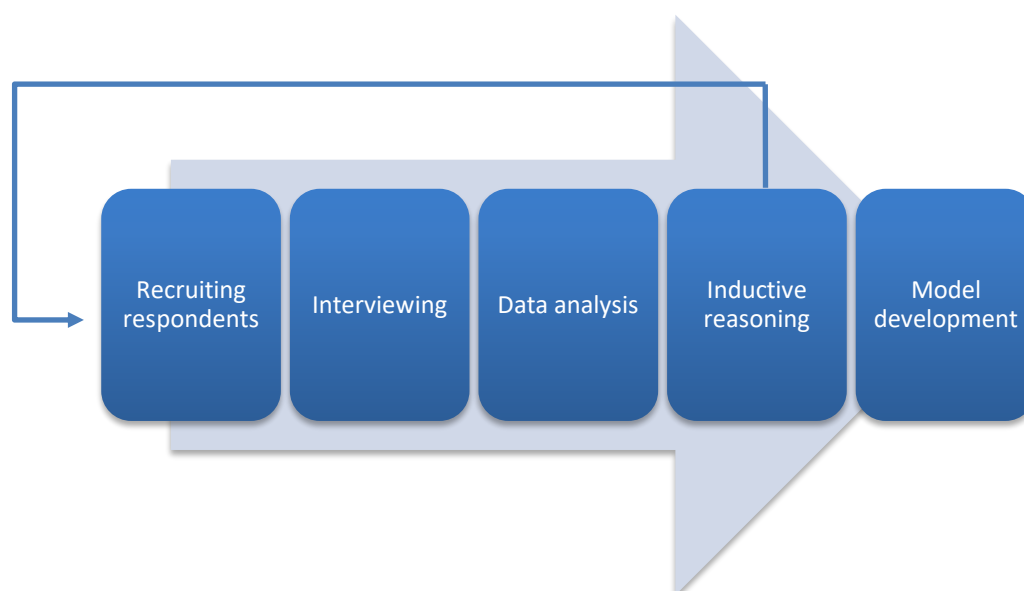 Recruiting
respondents
Interviewing
Data analysis
Inductive
reasoning
Model
development